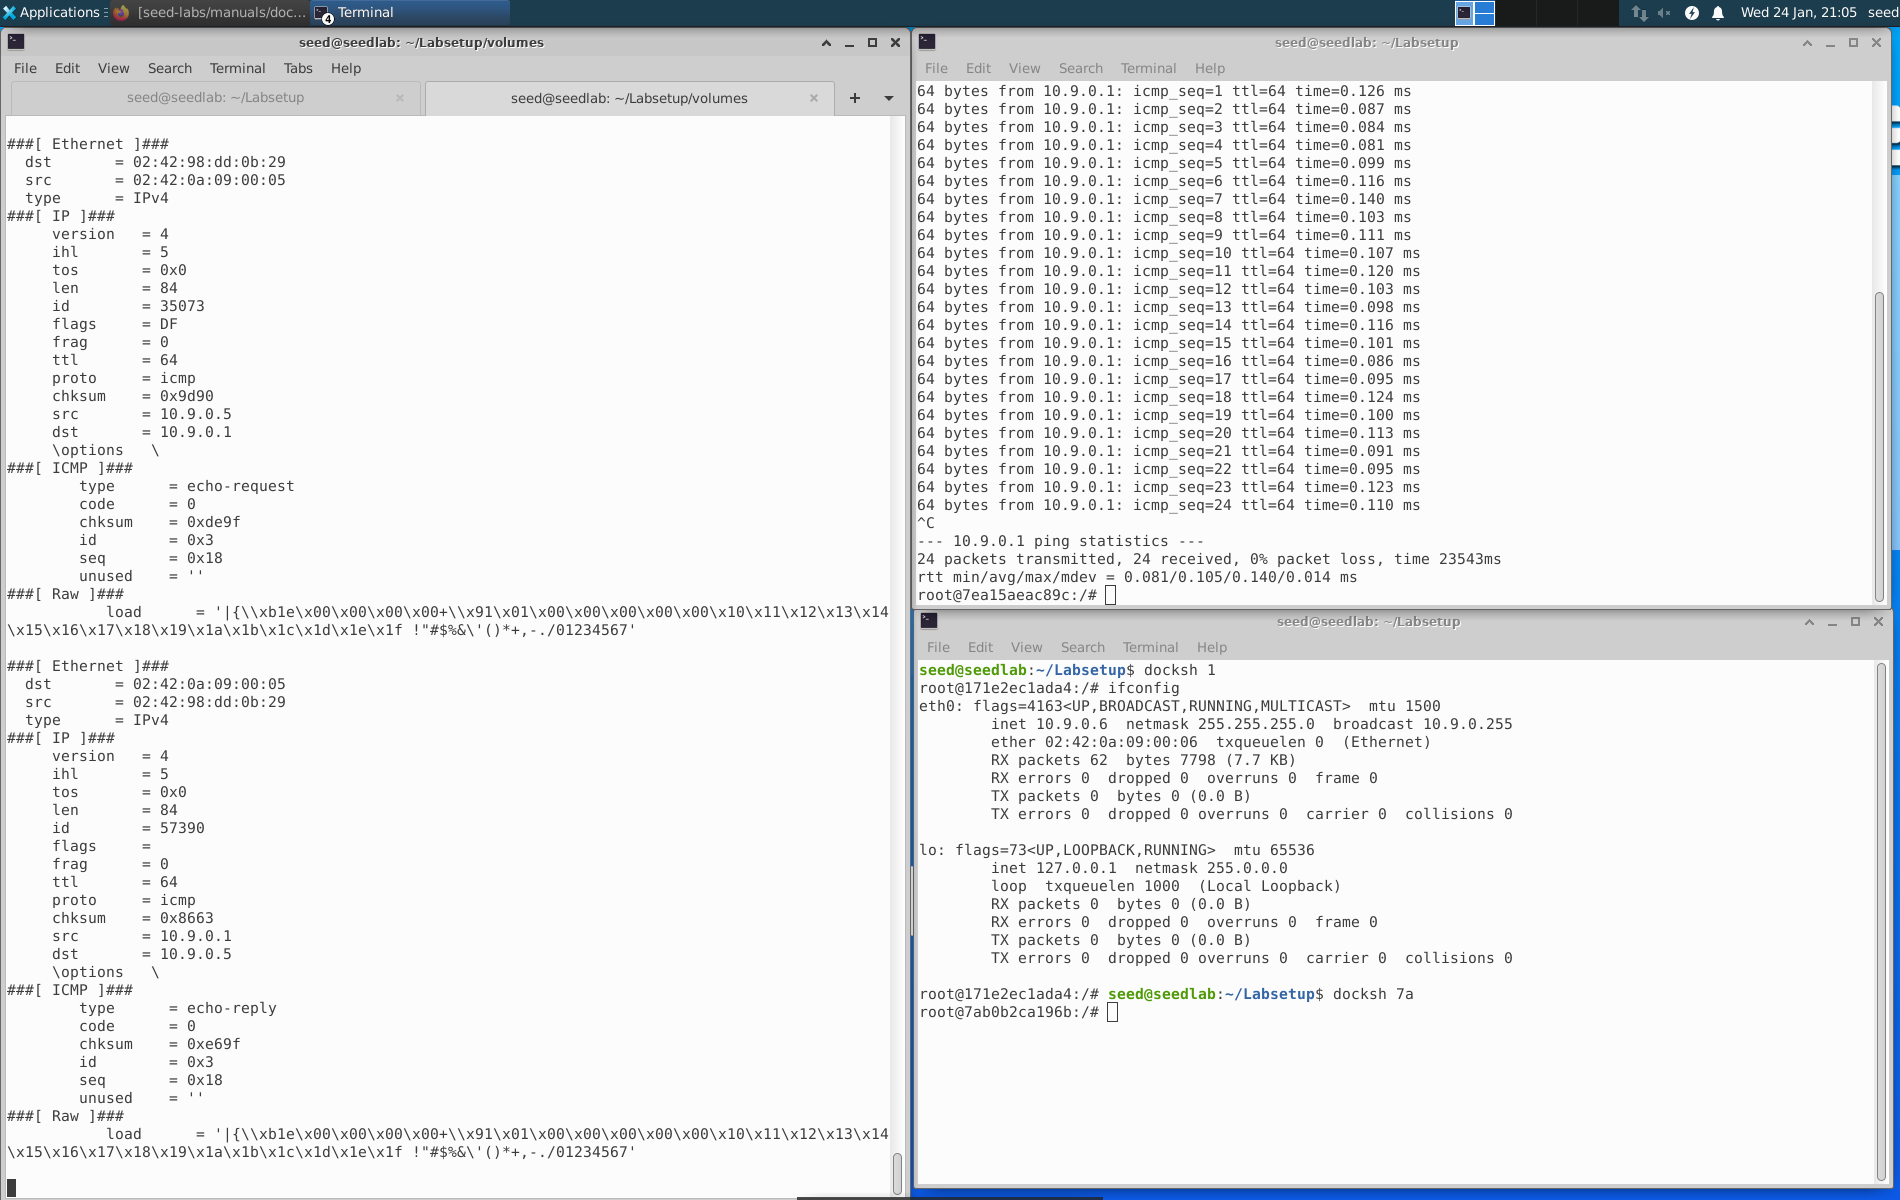 Applications
[seed-labs/manuals/doc...
4
Terminal
Wed 24 Jan, 21:05
seed
seed@seedlab: ~/Labsetup/volumes
File Edit View Search Terminal Tabs Help
seed@seedlab: ~/Labsetup
seed@seedlab: ~/Labsetup/volumes
###[ Ethernet ]###
  dst       = 02:42:98:dd:0b:29
  src       = 02:42:0a:09:00:05
  type      = IPv4
###[ IP ]###
     version   = 4
     ihl       = 5
     tos       = 0x0
     len       = 84
     id        = 35073
     flags     = DF
     frag      = 0
     ttl       = 64
     proto     = icmp
     chksum    = 0x9d90
     src       = 10.9.0.5
     dst       = 10.9.0.1
     \options   \
###[ ICMP ]###
        type      = echo-request
        code      = 0
        chksum    = 0xde9f
        id        = 0x3
        seq       = 0x18
        unused    = ''
###[ Raw ]###
           load      = '|{\\xb1e\x00\x00\x00\x00+\\x91\x01\x00\x00\x00\x00\x00\x10\x11\x12\x13\x14
\x15\x16\x17\x18\x19\x1a\x1b\x1c\x1d\x1e\x1f !"#$%&\'()*+,-./01234567'
###[ Ethernet ]###
  dst       = 02:42:0a:09:00:05
  src       = 02:42:98:dd:0b:29
  type      = IPv4
###[ IP ]###
     version   = 4
     ihl       = 5
     tos       = 0x0
     len       = 84
     id        = 57390
     flags     =
     frag      = 0
     ttl       = 64
     proto     = icmp
     chksum    = 0x8663
     src       = 10.9.0.1
     dst       = 10.9.0.5
     \options   \
###[ ICMP ]###
        type      = echo-reply
        code      = 0
        chksum    = 0xe69f
        id        = 0x3
        seq       = 0x18
        unused    = ''
###[ Raw ]###
           load      = '|{\\xb1e\x00\x00\x00\x00+\\x91\x01\x00\x00\x00\x00\x00\x10\x11\x12\x13\x14
\x15\x16\x17\x18\x19\x1a\x1b\x1c\x1d\x1e\x1f !"#$%&\'()*+,-./01234567'
seed@seedlab: ~/Labsetup
File Edit View Search Terminal Help
64 bytes from 10.9.0.1: icmp_seq=1 ttl=64 time=0.126 ms
64 bytes from 10.9.0.1: icmp_seq=2 ttl=64 time=0.087 ms
64 bytes from 10.9.0.1: icmp_seq=3 ttl=64 time=0.084 ms
64 bytes from 10.9.0.1: icmp_seq=4 ttl=64 time=0.081 ms
64 bytes from 10.9.0.1: icmp_seq=5 ttl=64 time=0.099 ms
64 bytes from 10.9.0.1: icmp_seq=6 ttl=64 time=0.116 ms
64 bytes from 10.9.0.1: icmp_seq=7 ttl=64 time=0.140 ms
64 bytes from 10.9.0.1: icmp_seq=8 ttl=64 time=0.103 ms
64 bytes from 10.9.0.1: icmp_seq=9 ttl=64 time=0.111 ms
64 bytes from 10.9.0.1: icmp_seq=10 ttl=64 time=0.107 ms
64 bytes from 10.9.0.1: icmp_seq=11 ttl=64 time=0.120 ms
64 bytes from 10.9.0.1: icmp_seq=12 ttl=64 time=0.103 ms
64 bytes from 10.9.0.1: icmp_seq=13 ttl=64 time=0.098 ms
64 bytes from 10.9.0.1: icmp_seq=14 ttl=64 time=0.116 ms
64 bytes from 10.9.0.1: icmp_seq=15 ttl=64 time=0.101 ms
64 bytes from 10.9.0.1: icmp_seq=16 ttl=64 time=0.086 ms
64 bytes from 10.9.0.1: icmp_seq=17 ttl=64 time=0.095 ms
64 bytes from 10.9.0.1: icmp_seq=18 ttl=64 time=0.124 ms
64 bytes from 10.9.0.1: icmp_seq=19 ttl=64 time=0.100 ms
64 bytes from 10.9.0.1: icmp_seq=20 ttl=64 time=0.113 ms
64 bytes from 10.9.0.1: icmp_seq=21 ttl=64 time=0.091 ms
64 bytes from 10.9.0.1: icmp_seq=22 ttl=64 time=0.095 ms
64 bytes from 10.9.0.1: icmp_seq=23 ttl=64 time=0.123 ms
64 bytes from 10.9.0.1: icmp_seq=24 ttl=64 time=0.110 ms
^C
--- 10.9.0.1 ping statistics ---
24 packets transmitted, 24 received, 0% packet loss, time 23543ms
rtt min/avg/max/mdev = 0.081/0.105/0.140/0.014 ms
root@7ea15aeac89c:/#
seed@seedlab: ~/Labsetup
File Edit View Search Terminal Help
seed@seedlab:~/Labsetup$ docksh 1
root@171e2ec1ada4:/# ifconfig
eth0: flags=4163<UP,BROADCAST,RUNNING,MULTICAST>  mtu 1500
        inet 10.9.0.6  netmask 255.255.255.0  broadcast 10.9.0.255
        ether 02:42:0a:09:00:06  txqueuelen 0  (Ethernet)
        RX packets 62  bytes 7798 (7.7 KB)
        RX errors 0  dropped 0  overruns 0  frame 0
        TX packets 0  bytes 0 (0.0 B)
        TX errors 0  dropped 0 overruns 0  carrier 0  collisions 0
lo: flags=73<UP,LOOPBACK,RUNNING>  mtu 65536
        inet 127.0.0.1  netmask 255.0.0.0
        loop  txqueuelen 1000  (Local Loopback)
        RX packets 0  bytes 0 (0.0 B)
        RX errors 0  dropped 0  overruns 0  frame 0
        TX packets 0  bytes 0 (0.0 B)
        TX errors 0  dropped 0 overruns 0  carrier 0  collisions 0
root@171e2ec1ada4:/# seed@seedlab:~/Labsetup$ docksh 7a
root@7ab0b2ca196b:/#